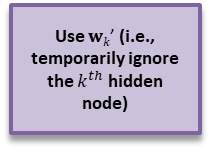 Use 𝐰ₖ′ (i.e.,
temporarily ignore
the 𝑘ᵗʰ hidden
node)